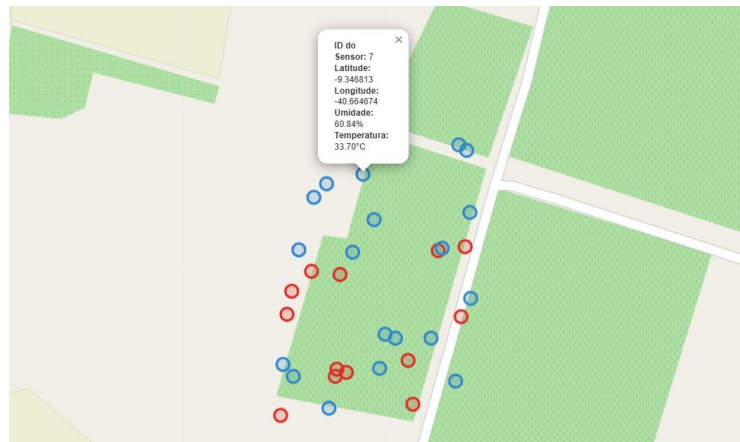 ID do
Sensor: 7
Latitude:
-9.346813
Longitude:
-40.664674
Umidade:
60.84%
Temperatura:
33.70°C